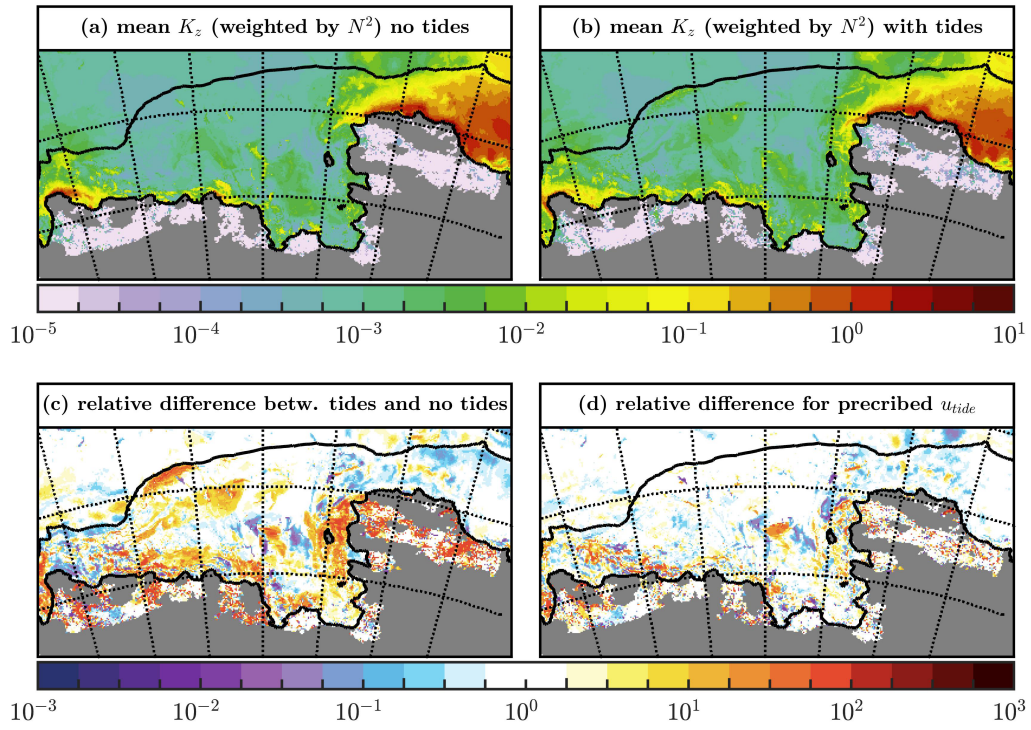 (a) mean K_z (weighted by N^2) no tides
(b) mean K_z (weighted by N^2) with tides
10^−5 10^−4 10^−3 10^−2 10^−1 10^0 10^1
(c) relative difference betw. tides and no tides
(d) relative difference for precribed u_tide
10^−3 10^−2 10^−1 10^0 10^1 10^2 10^3